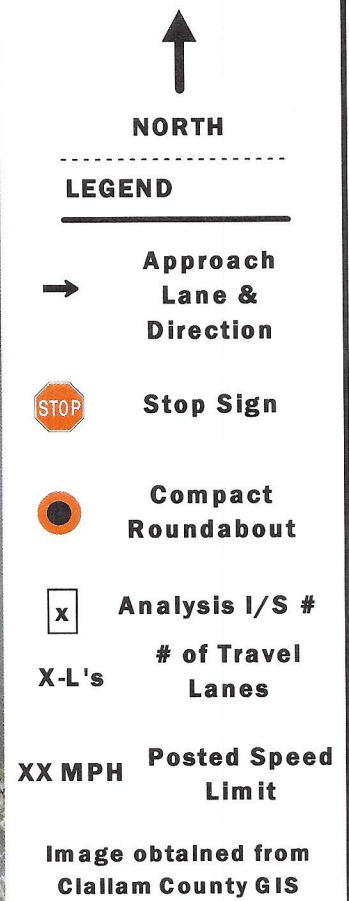 NORTH
LEGEND
Approach
Lane &
Direction
STOP
Stop Sign
Compact
Roundabout
x
Analysis I/S #
X-L's
# of Travel
Lanes
XX MPH
Posted Speed
Limit
Image obtained from
Clallam County GIS